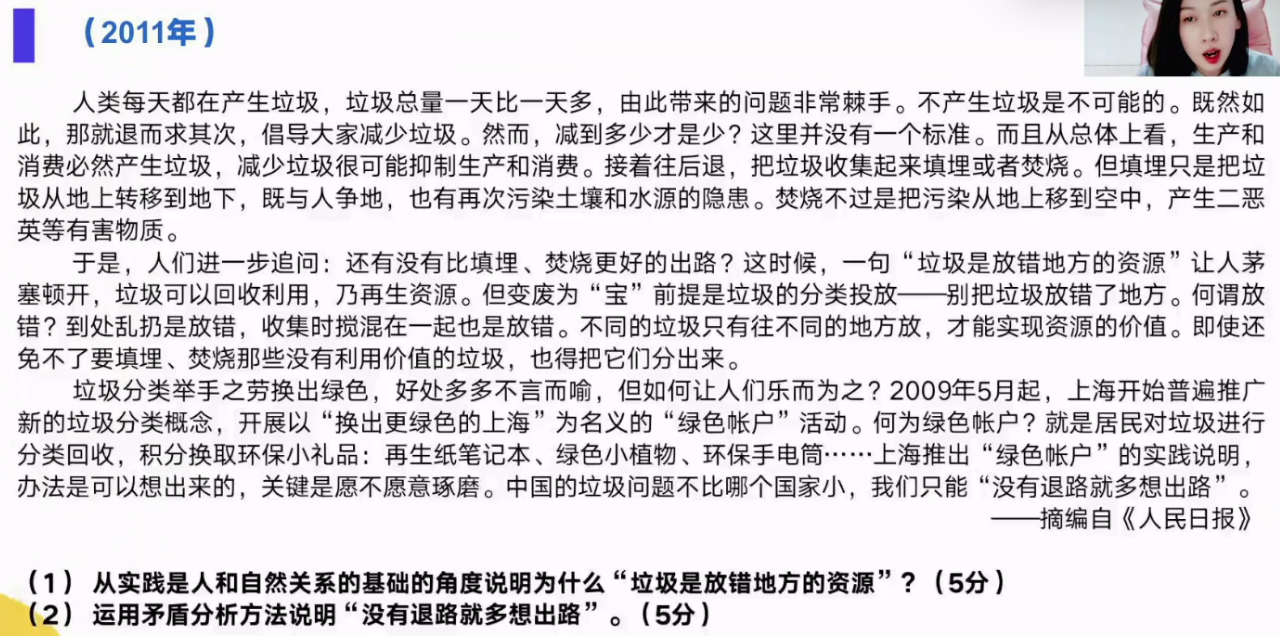 （2011年）
人类每天都在产生垃圾，垃圾总量一天比一天多，由此带来的问题非常棘手。不产生垃圾是不可能的。既然如
此，那就退而求其次，倡导大家减少垃圾。然而，减到多少才是少？这里并没有一个标准。而且从总体上看，生产和
消费必然产生垃圾，减少垃圾很可能抑制生产和消费。接着往后退，把垃圾收集起来填埋或者焚烧。但填埋只是把垃
圾从地上转移到地下，既与人争地，也有再次污染土壤和水源的隐患。焚烧不过是把污染从地上移到空中，产生二恶
英等有害物质。
于是，人们进一步追问：还有没有比填埋、焚烧更好的出路？这时候，一句“垃圾是放错地方的资源”让人茅
塞顿开，垃圾可以回收利用，乃再生资源。但变废为“宝”前提是垃圾的分类投放——别把垃圾放错了地方。何谓放
错？到处乱扔是放错，收集时搅混在一起也是放错。不同的垃圾只有往不同的地方放，才能实现资源的价值。即使还
免不了要填埋、焚烧那些没有利用价值的垃圾，也得把它们分出来。
垃圾分类举手之劳换出绿色，好处多多不言而喻，但如何让人们乐而为之？2009年5月起，上海开始普遍推广
新的垃圾分类概念，开展以“换出更绿色的上海”为名义的“绿色帐户”活动。何为绿色帐户？就是居民对垃圾进行
分类回收，积分换取环保小礼品：再生纸笔记本、绿色小植物、环保手电筒……上海推出“绿色帐户”的实践说明，
办法是可以想出来的，关键是愿不愿意琢磨。中国的垃圾问题不比哪个国家小，我们只能“没有退路就多想出路”。
——摘编自《人民日报》
（1）从实践是人和自然关系的基础的角度说明为什么“垃圾是放错地方的资源”？（5分）
（2）运用矛盾分析方法说明“没有退路就多想出路”。（5分）